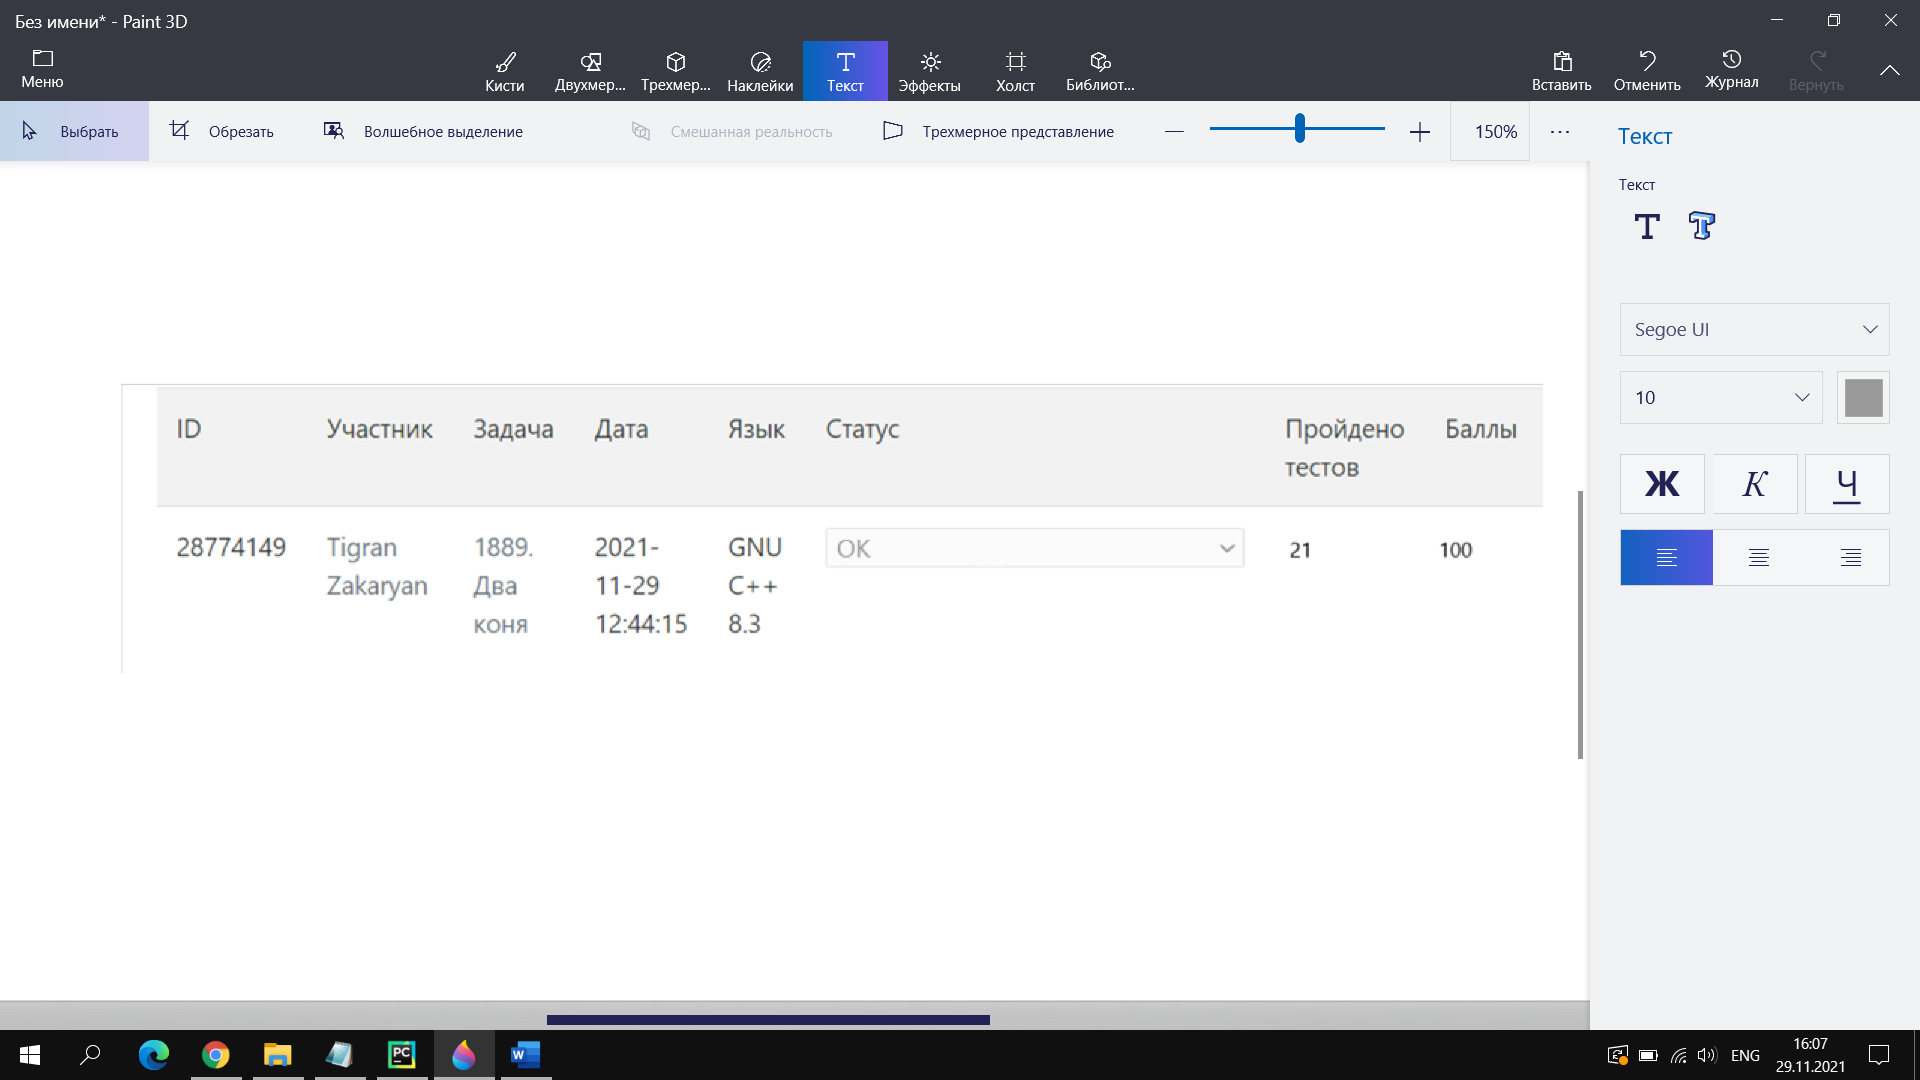 Без имени* - Paint 3D
Меню
Кисти
Двухмер...
Трехмер...
Наклейки
Текст
Эффекты
Холст
Библиот...
Вставить
Отменить
Журнал
Вернуть
Выбрать
Обрезать
Волшебное выделение
Смешанная реальность
Трехмерное представление
150%
Текст
Текст
Segoe UI
10
Ж К Ч
ID Участник Задача Дата Язык Статус Пройдено Баллы
тестов
28774149 Tigran 1889. 2021- GNU OK 21 100
Zakaryan Два 11-29 C++
коня 12:44:15 8.3
ENG
16:07
29.11.2021